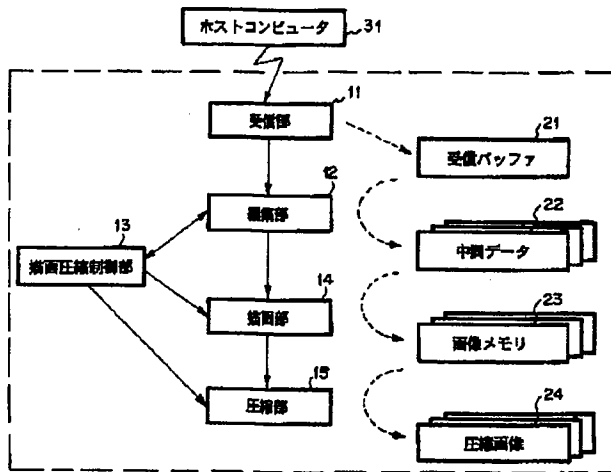 ホストコンピュータ
31
11
受信部
21
受信バッファ
12
編集部
22
中間データ
13
描画圧縮制御部
14
描画部
23
画像メモリ
15
圧縮部
24
圧縮画像